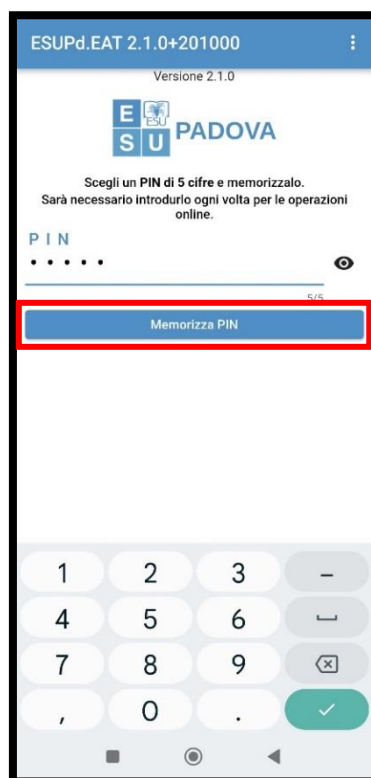 ESUPd.EAT 2.1.0+201000
Versione 2.1.0
E ESU
S U PADOVA
Scegli un PIN di 5 cifre e memorizzalo.
Sarà necessario introdurlo ogni volta per le operazioni
online.
PIN
5/5
Memorizza PIN
1 2 3 –
4 5 6
7 8 9
, 0 .